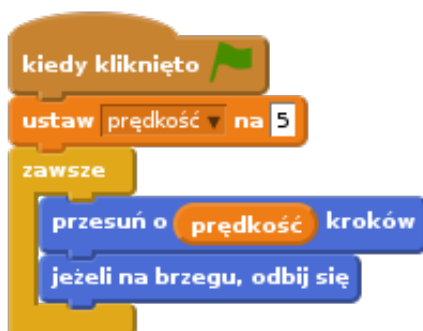 kiedy kliknięto
ustaw prędkość na 5
zawsze
przesuń o prędkość kroków
jeżeli na brzegu, odbij się